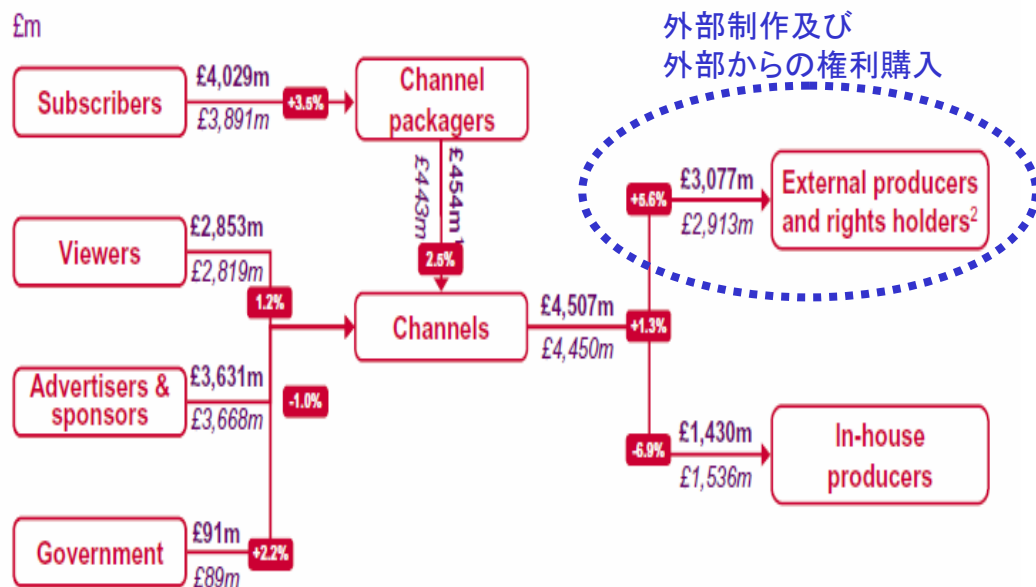 £m
外部制作及び
外部からの権利購入
Subscribers
£4,029m
£3,891m
+3.5%
Channel
packagers
£454m¹
£443m
2.5%
Viewers
£2,853m
£2,819m
1.2%
Advertisers &
sponsors
£3,631m
£3,668m
-1.0%
Government
£91m
£89m
+2.2%
Channels
£4,507m
£4,450m
+1.3%
+5.6%
£3,077m
£2,913m
External producers
and rights holders²
-6.9%
£1,430m
£1,536m
In-house
producers